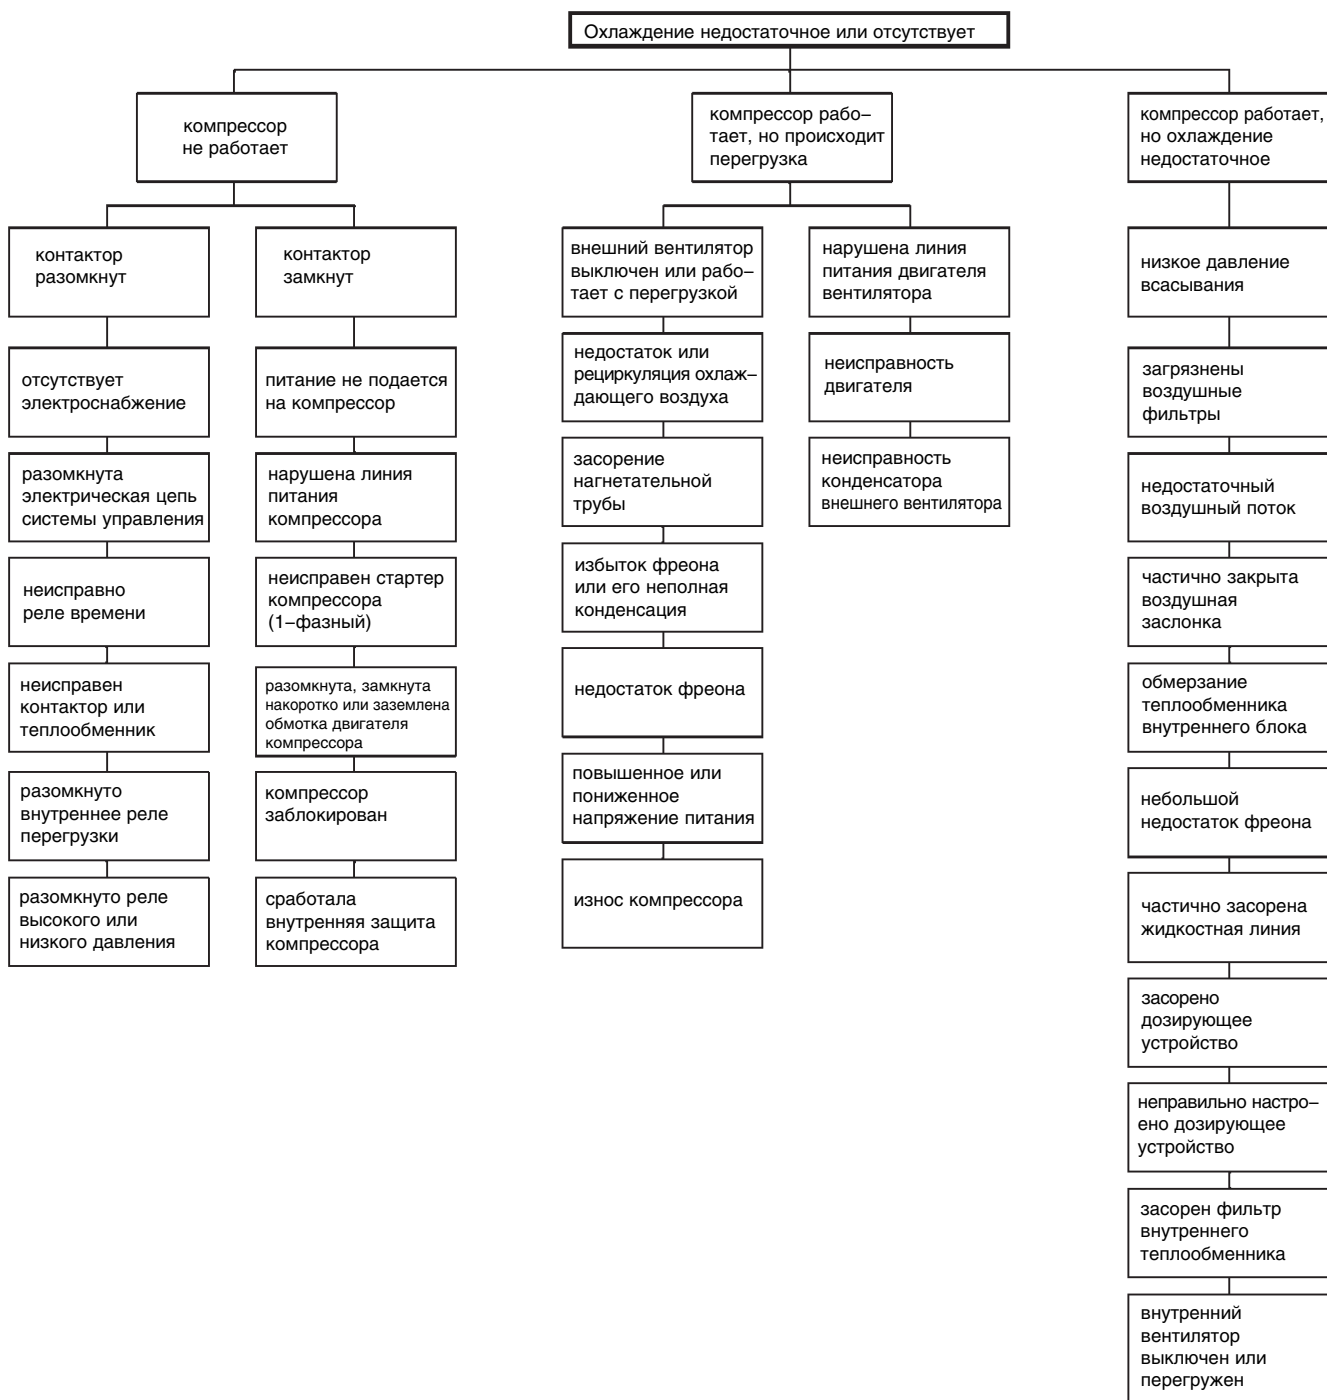 Охлаждение недостаточное или отсутствует
компрессор
не работает
компрессор рабо–
тает, но происходит
перегрузка
компрессор работает,
но охлаждение
недостаточное
контактор
разомкнут
контактор
замкнут
внешний вентилятор
выключен или рабо–
тает с перегрузкой
нарушена линия
питания двигателя
вентилятора
низкое давление
всасывания
отсутствует
электроснабжение
питание не подается
на компрессор
недостаток или
рециркуляция охлаж–
дающего воздуха
неисправность
двигателя
загрязнены
воздушные
фильтры
разомкнута
электрическая цепь
системы управления
нарушена линия
питания
компрессора
засорение
нагнетательной
трубы
неисправность
конденсатора
внешнего вентилятора
недостаточный
воздушный поток
неисправно
реле времени
неисправен стартер
компрессора
(1–фазный)
избыток фреона
или его неполная
конденсация
частично закрыта
воздушная
заслонка
неисправен
контактор или
теплообменник
разомкнута, замкнута
накоротко или заземлена
обмотка двигателя
компрессора
недостаток фреона
обмерзание
теплообменника
внутреннего блока
разомкнуто
внутреннее реле
перегрузки
компрессор
заблокирован
повышенное или
пониженное
напряжение питания
небольшой
недостаток фреона
разомкнуто реле
высокого или
низкого давления
сработала
внутренняя защита
компрессора
износ компрессора
частично засорена
жидкостная линия
засорено
дозирующее
устройство
неправильно настро–
ено дозирующее
устройство
засорен фильтр
внутреннего
теплообменника
внутренний
вентилятор
выключен или
перегружен